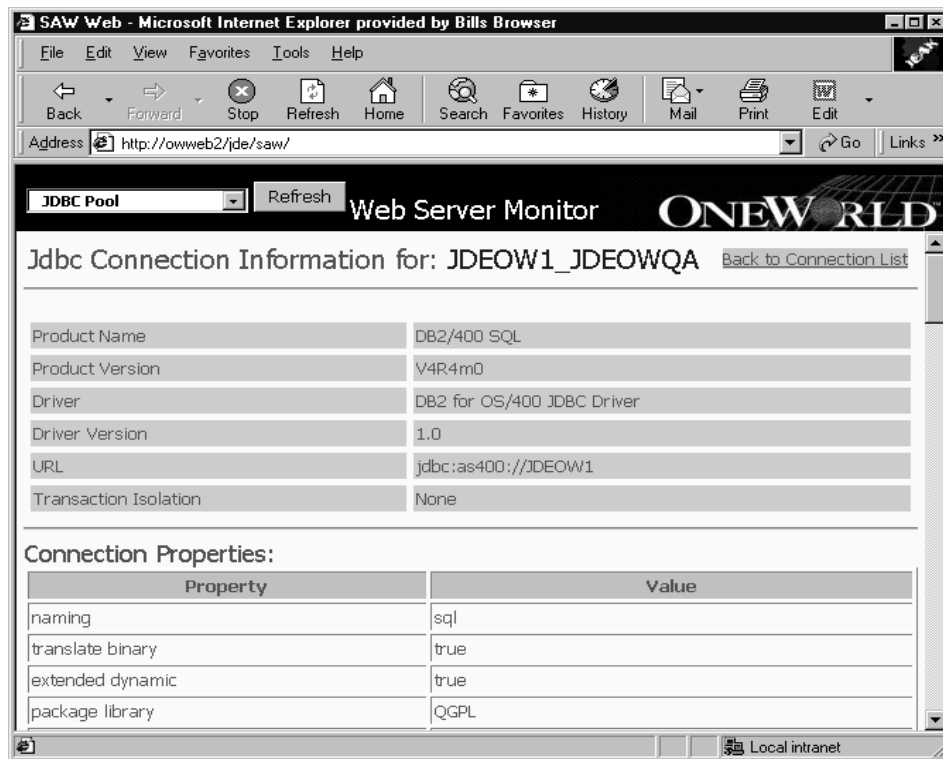 SAW Web - Microsoft Internet Explorer provided by Bills Browser
File Edit View Favorites Tools Help
Back Forward Stop Refresh Home Search Favorites History Mail Print Edit
Address http://owweb2/jde/saw/ Go Links »
JDBC Pool Refresh Web Server Monitor ONEWORLD
Jdbc Connection Information for: JDEOW1_JDEOWQA Back to Connection List
Product Name DB2/400 SQL
Product Version V4R4m0
Driver DB2 for OS/400 JDBC Driver
Driver Version 1.0
URL jdbc:as400://JDEOW1
Transaction Isolation None
Connection Properties:
Property Value
naming sql
translate binary true
extended dynamic true
package library QGPL
Local intranet